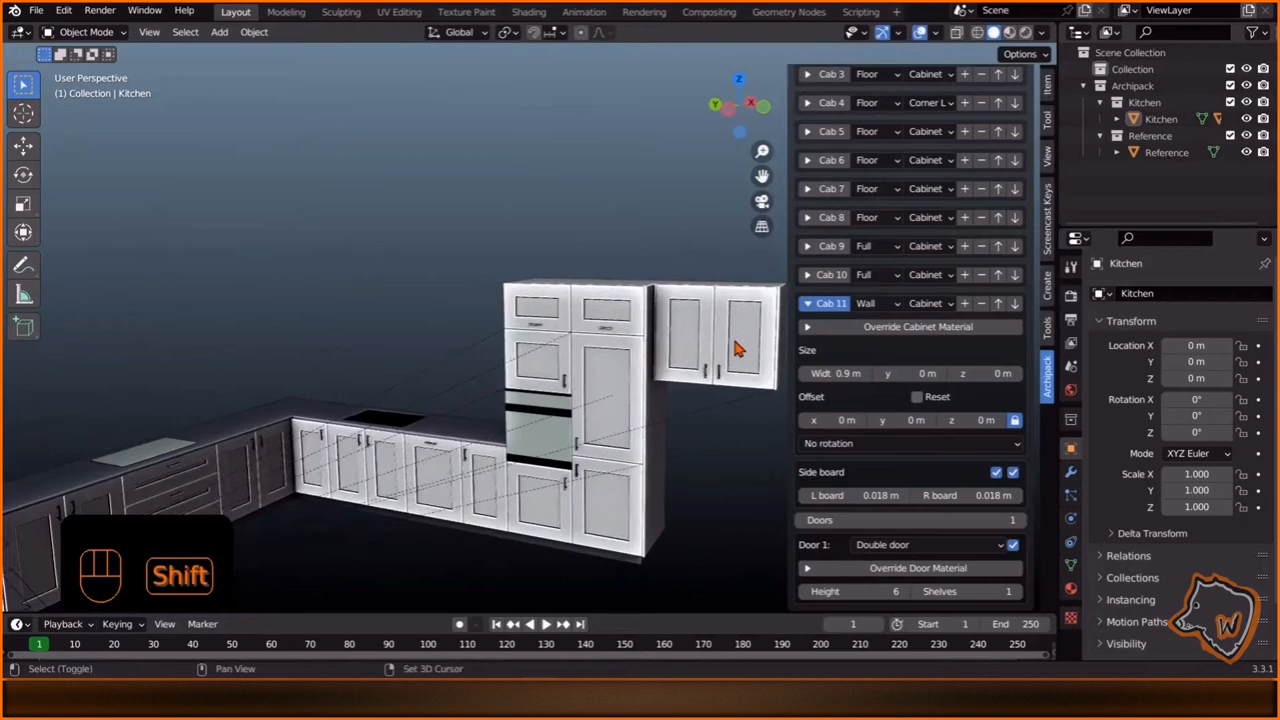 File Edit Render Window Help Layout Modeling Sculpting UV Editing Texture Paint Shading Animation Rendering Compositing Geometry Nodes Scripting + Scene ViewLayer
Object Mode View Select Add Object Global
Options
User Perspective
(1) Collection | Kitchen
Z
Y
X
Cab 3 Floor Cabinet
Cab 4 Floor Corner L
Cab 5 Floor Cabinet
Cab 6 Floor Cabinet
Cab 7 Floor Cabinet
Cab 8 Floor Cabinet
Cab 9 Full Cabinet
Cab 10 Full Cabinet
Cab 11 Wall Cabinet
Override Cabinet Material
Size
Widt 0.9 m y 0 m z 0 m
Offset Reset
x 0 m y 0 m z 0 m
No rotation
Side board
L board 0.018 m R board 0.018 m
Doors 1
Door 1: Double door
Override Door Material
Height 6 Shelves 1
Item
Tool
View
Screencast Keys
Create
Tools
Archipack
Scene Collection
Collection
Archipack
Kitchen
Kitchen
Reference
Reference
Kitchen
Kitchen
Transform
Location X 0 m
Y 0 m
Z 0 m
Rotation X 0°
Y 0°
Z 0°
Mode XYZ Euler
Scale X 1.000
Y 1.000
Z 1.000
Delta Transform
Relations
Collections
Instancing
Motion Paths
Visibility
Shift
W
Playback Keying View Marker 1 Start 1 End 250
1 10 20 30 40 50 60 70 80 90 100 110 120 130 140 150 160 170 180 190 200 210 220 230 240 250
Select (Toggle) Pan View Set 3D Cursor 3.3.1